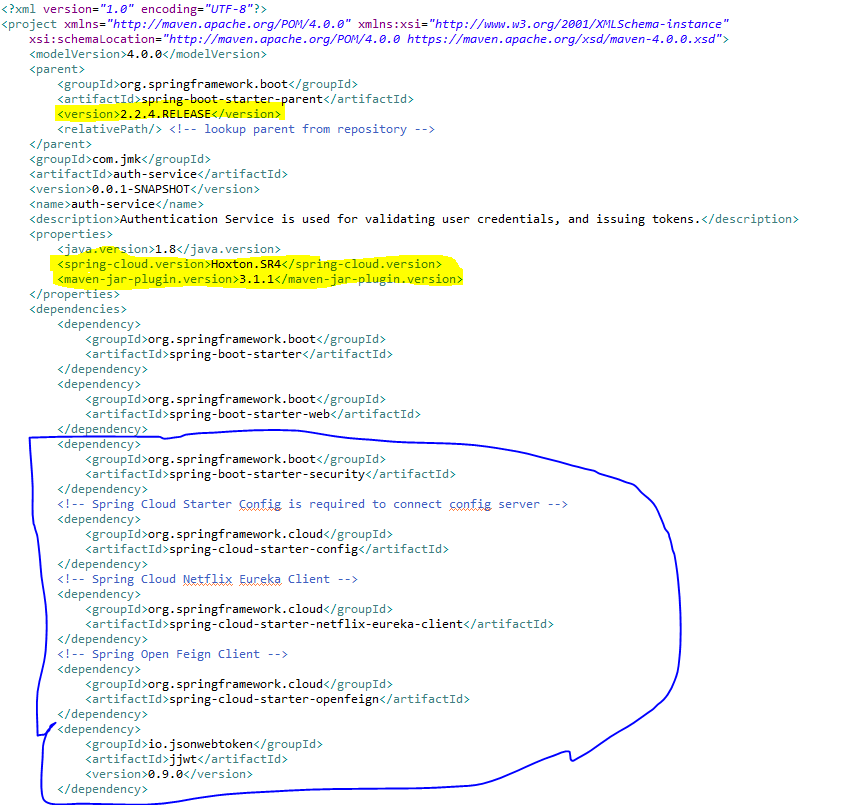 <?xml version="1.0" encoding="UTF-8"?>
<project xmlns="http://maven.apache.org/POM/4.0.0" xmlns:xsi="http://www.w3.org/2001/XMLSchema-instance"
xsi:schemaLocation="http://maven.apache.org/POM/4.0.0 https://maven.apache.org/xsd/maven-4.0.0.xsd">
<modelVersion>4.0.0</modelVersion>
<parent>
<groupId>org.springframework.boot</groupId>
<artifactId>spring-boot-starter-parent</artifactId>
<version>2.2.4.RELEASE</version>
<relativePath/> <!-- lookup parent from repository -->
</parent>
<groupId>com.jmk</groupId>
<artifactId>auth-service</artifactId>
<version>0.0.1-SNAPSHOT</version>
<name>auth-service</name>
<description>Authentication Service is used for validating user credentials, and issuing tokens.</description>
<properties>
<java.version>1.8</java.version>
<spring-cloud.version>Hoxton.SR4</spring-cloud.version>
<maven-jar-plugin.version>3.1.1</maven-jar-plugin.version>
</properties>
<dependencies>
<dependency>
<groupId>org.springframework.boot</groupId>
<artifactId>spring-boot-starter</artifactId>
</dependency>
<dependency>
<groupId>org.springframework.boot</groupId>
<artifactId>spring-boot-starter-web</artifactId>
</dependency>
<dependency>
<groupId>org.springframework.boot</groupId>
<artifactId>spring-boot-starter-security</artifactId>
</dependency>
<!-- Spring Cloud Starter Config is required to connect config server -->
<dependency>
<groupId>org.springframework.cloud</groupId>
<artifactId>spring-cloud-starter-config</artifactId>
</dependency>
<!-- Spring Cloud Netflix Eureka Client -->
<dependency>
<groupId>org.springframework.cloud</groupId>
<artifactId>spring-cloud-starter-netflix-eureka-client</artifactId>
</dependency>
<!-- Spring Open Feign Client -->
<dependency>
<groupId>org.springframework.cloud</groupId>
<artifactId>spring-cloud-starter-openfeign</artifactId>
</dependency>
<dependency>
<groupId>io.jsonwebtoken</groupId>
<artifactId>jjwt</artifactId>
<version>0.9.0</version>
</dependency>